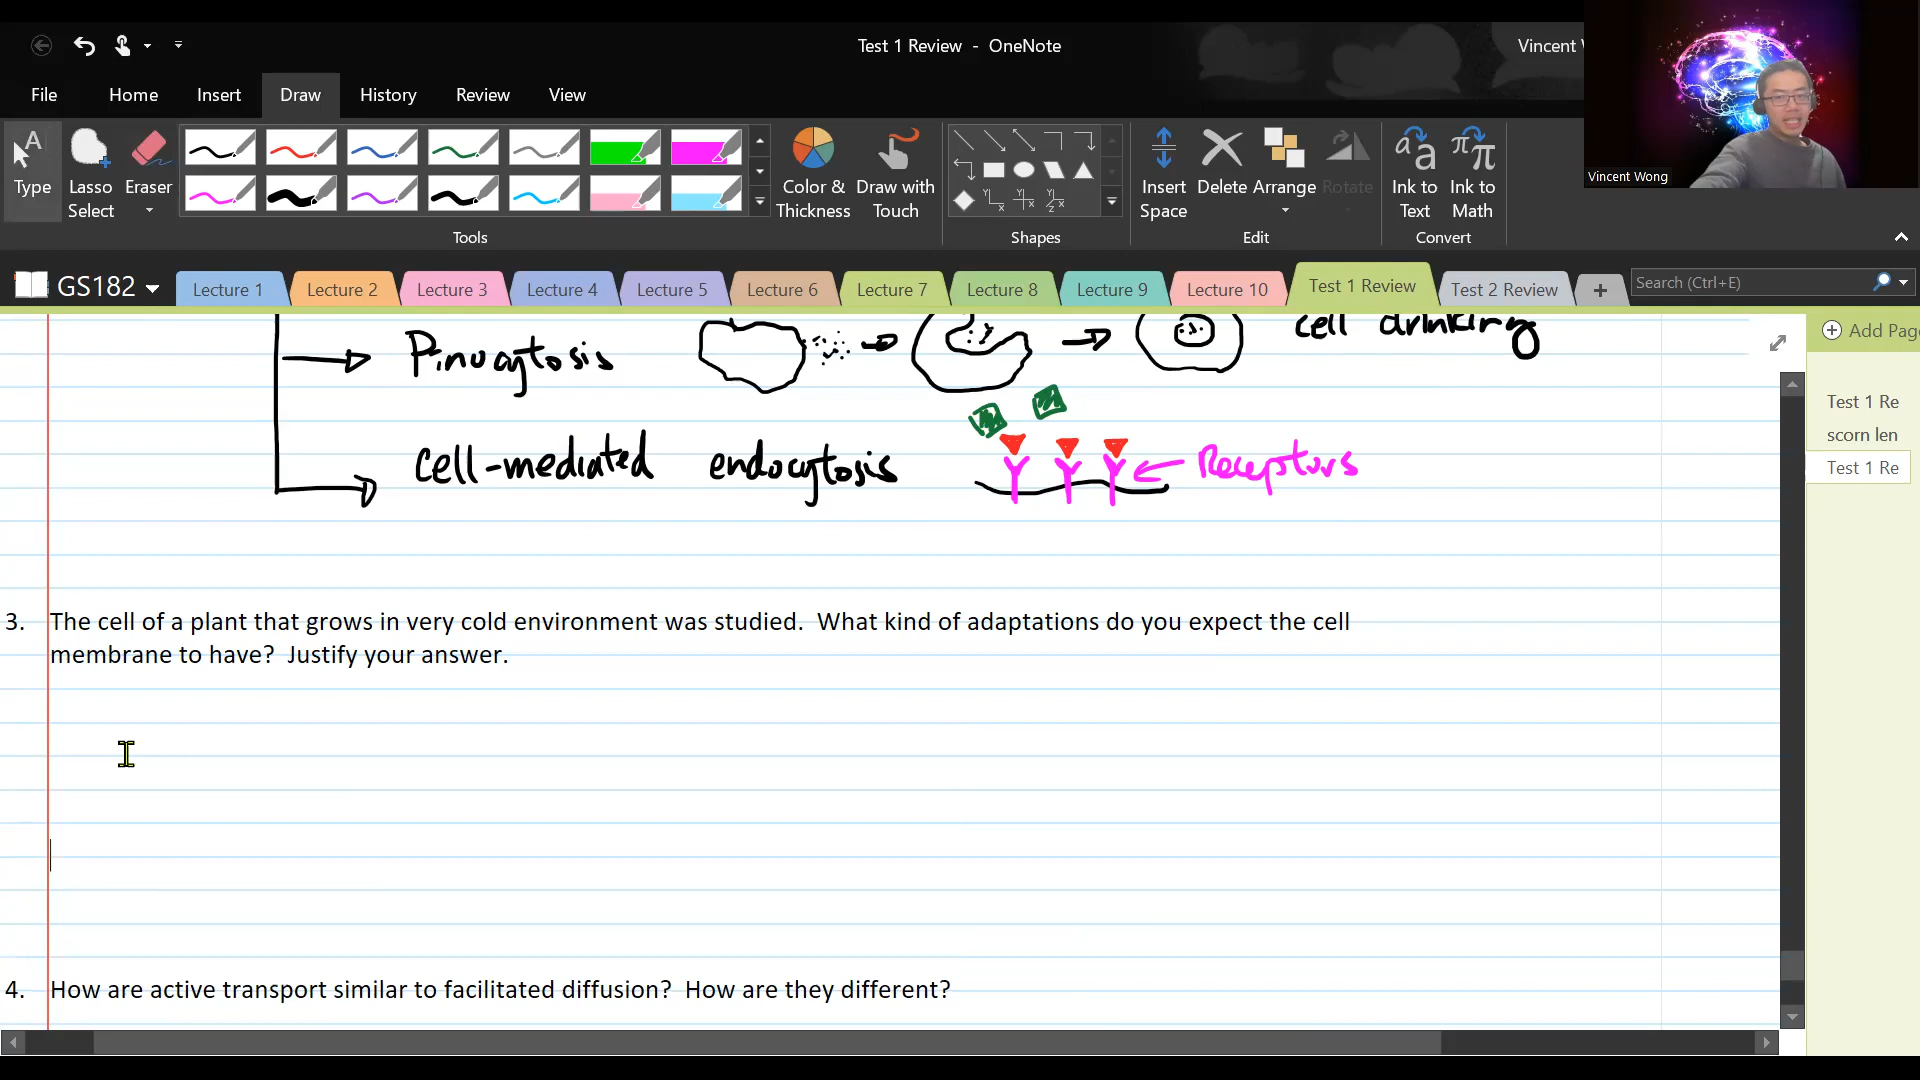 Test 1 Review - OneNote
Vincent W
File Home Insert Draw History Review View
Type
Lasso Select
Eraser
Color & Thickness
Draw with Touch
Insert Space
Delete
Arrange
Rotate
Ink to Text
Ink to Math
Tools
Shapes
Edit
Convert
Vincent Wong
GS182
Lecture 1 Lecture 2 Lecture 3 Lecture 4 Lecture 5 Lecture 6 Lecture 7 Lecture 8 Lecture 9 Lecture 10 Test 1 Review Test 2 Review
Search (Ctrl+E)
Add Pag
Test 1 Re
scorn len
Test 1 Re
Pinocytosis cell drinking
Cell-mediated endocytosis Receptors
3. The cell of a plant that grows in very cold environment was studied. What kind of adaptations do you expect the cell
membrane to have? Justify your answer.
4. How are active transport similar to facilitated diffusion? How are they different?